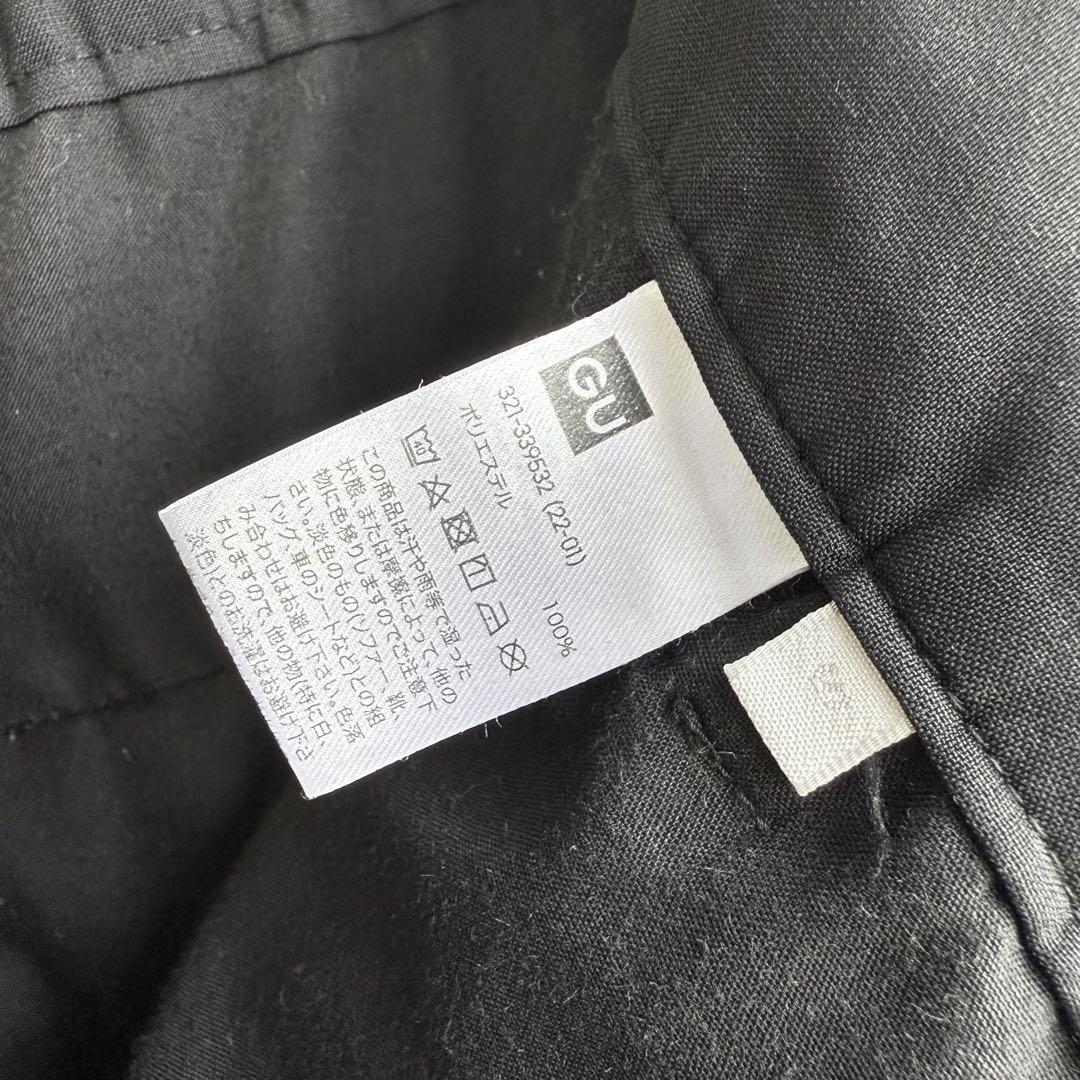 GU
321-339532 (22-01)
ポリエステル 100%
40
この商品は汗や雨等で湿った
状態、または摩擦によって、他の
物に色移りしますのでご注意下
さい。淡色のもの(ソファー、靴、
バッグ、車のシートなど)との組
み合わせはお避け下さい。色落
ちしますので、他の物(特に白、
淡色)とのお洗濯はお避け下さ